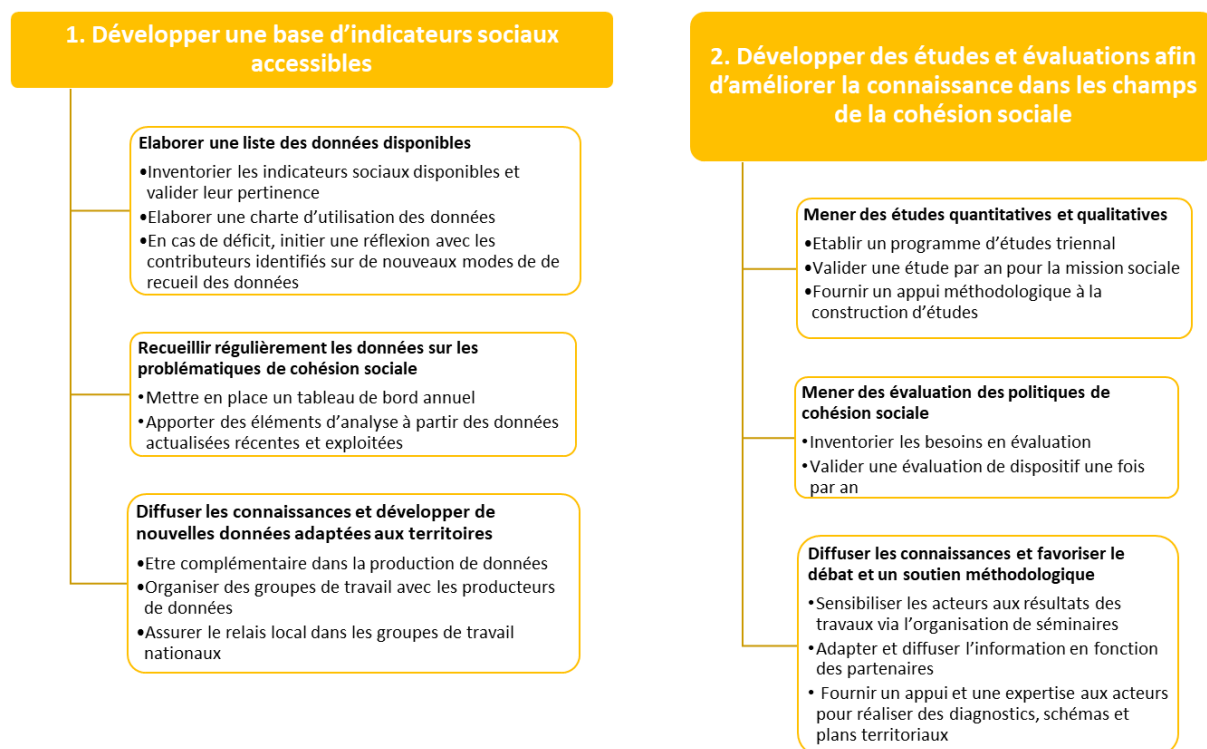 1. Développer une base d’indicateurs sociaux
accessibles
Elaborer une liste des données disponibles
•Inventorier les indicateurs sociaux disponibles et
valider leur pertinence
•Elaborer une charte d’utilisation des données
•En cas de déficit, initier une réflexion avec les
contributeurs identifiés sur de nouveaux modes de de
recueil des données
Recueillir régulièrement les données sur les
problématiques de cohésion sociale
•Mettre en place un tableau de bord annuel
•Apporter des éléments d’analyse à partir des données
actualisées récentes et exploitées
Diffuser les connaissances et développer de
nouvelles données adaptées aux territoires
•Etre complémentaire dans la production de données
•Organiser des groupes de travail avec les producteurs
de données
•Assurer le relais local dans les groupes de travail
nationaux
2. Développer des études et évaluations afin
d’améliorer la connaissance dans les champs
de la cohésion sociale
Mener des études quantitatives et qualitatives
•Etablir un programme d’études triennal
•Valider une étude par an pour la mission sociale
•Fournir un appui méthodologique à la
construction d’études
Mener des évaluation des politiques de
cohésion sociale
•Inventorier les besoins en évaluation
•Valider une évaluation de dispositif une fois
par an
Diffuser les connaissances et favoriser le
débat et un soutien méthodologique
•Sensibiliser les acteurs aux résultats des
travaux via l’organisation de séminaires
•Adapter et diffuser l’information en fonction
des partenaires
• Fournir un appui et une expertise aux acteurs
pour réaliser des diagnostics, schémas et
plans territoriaux